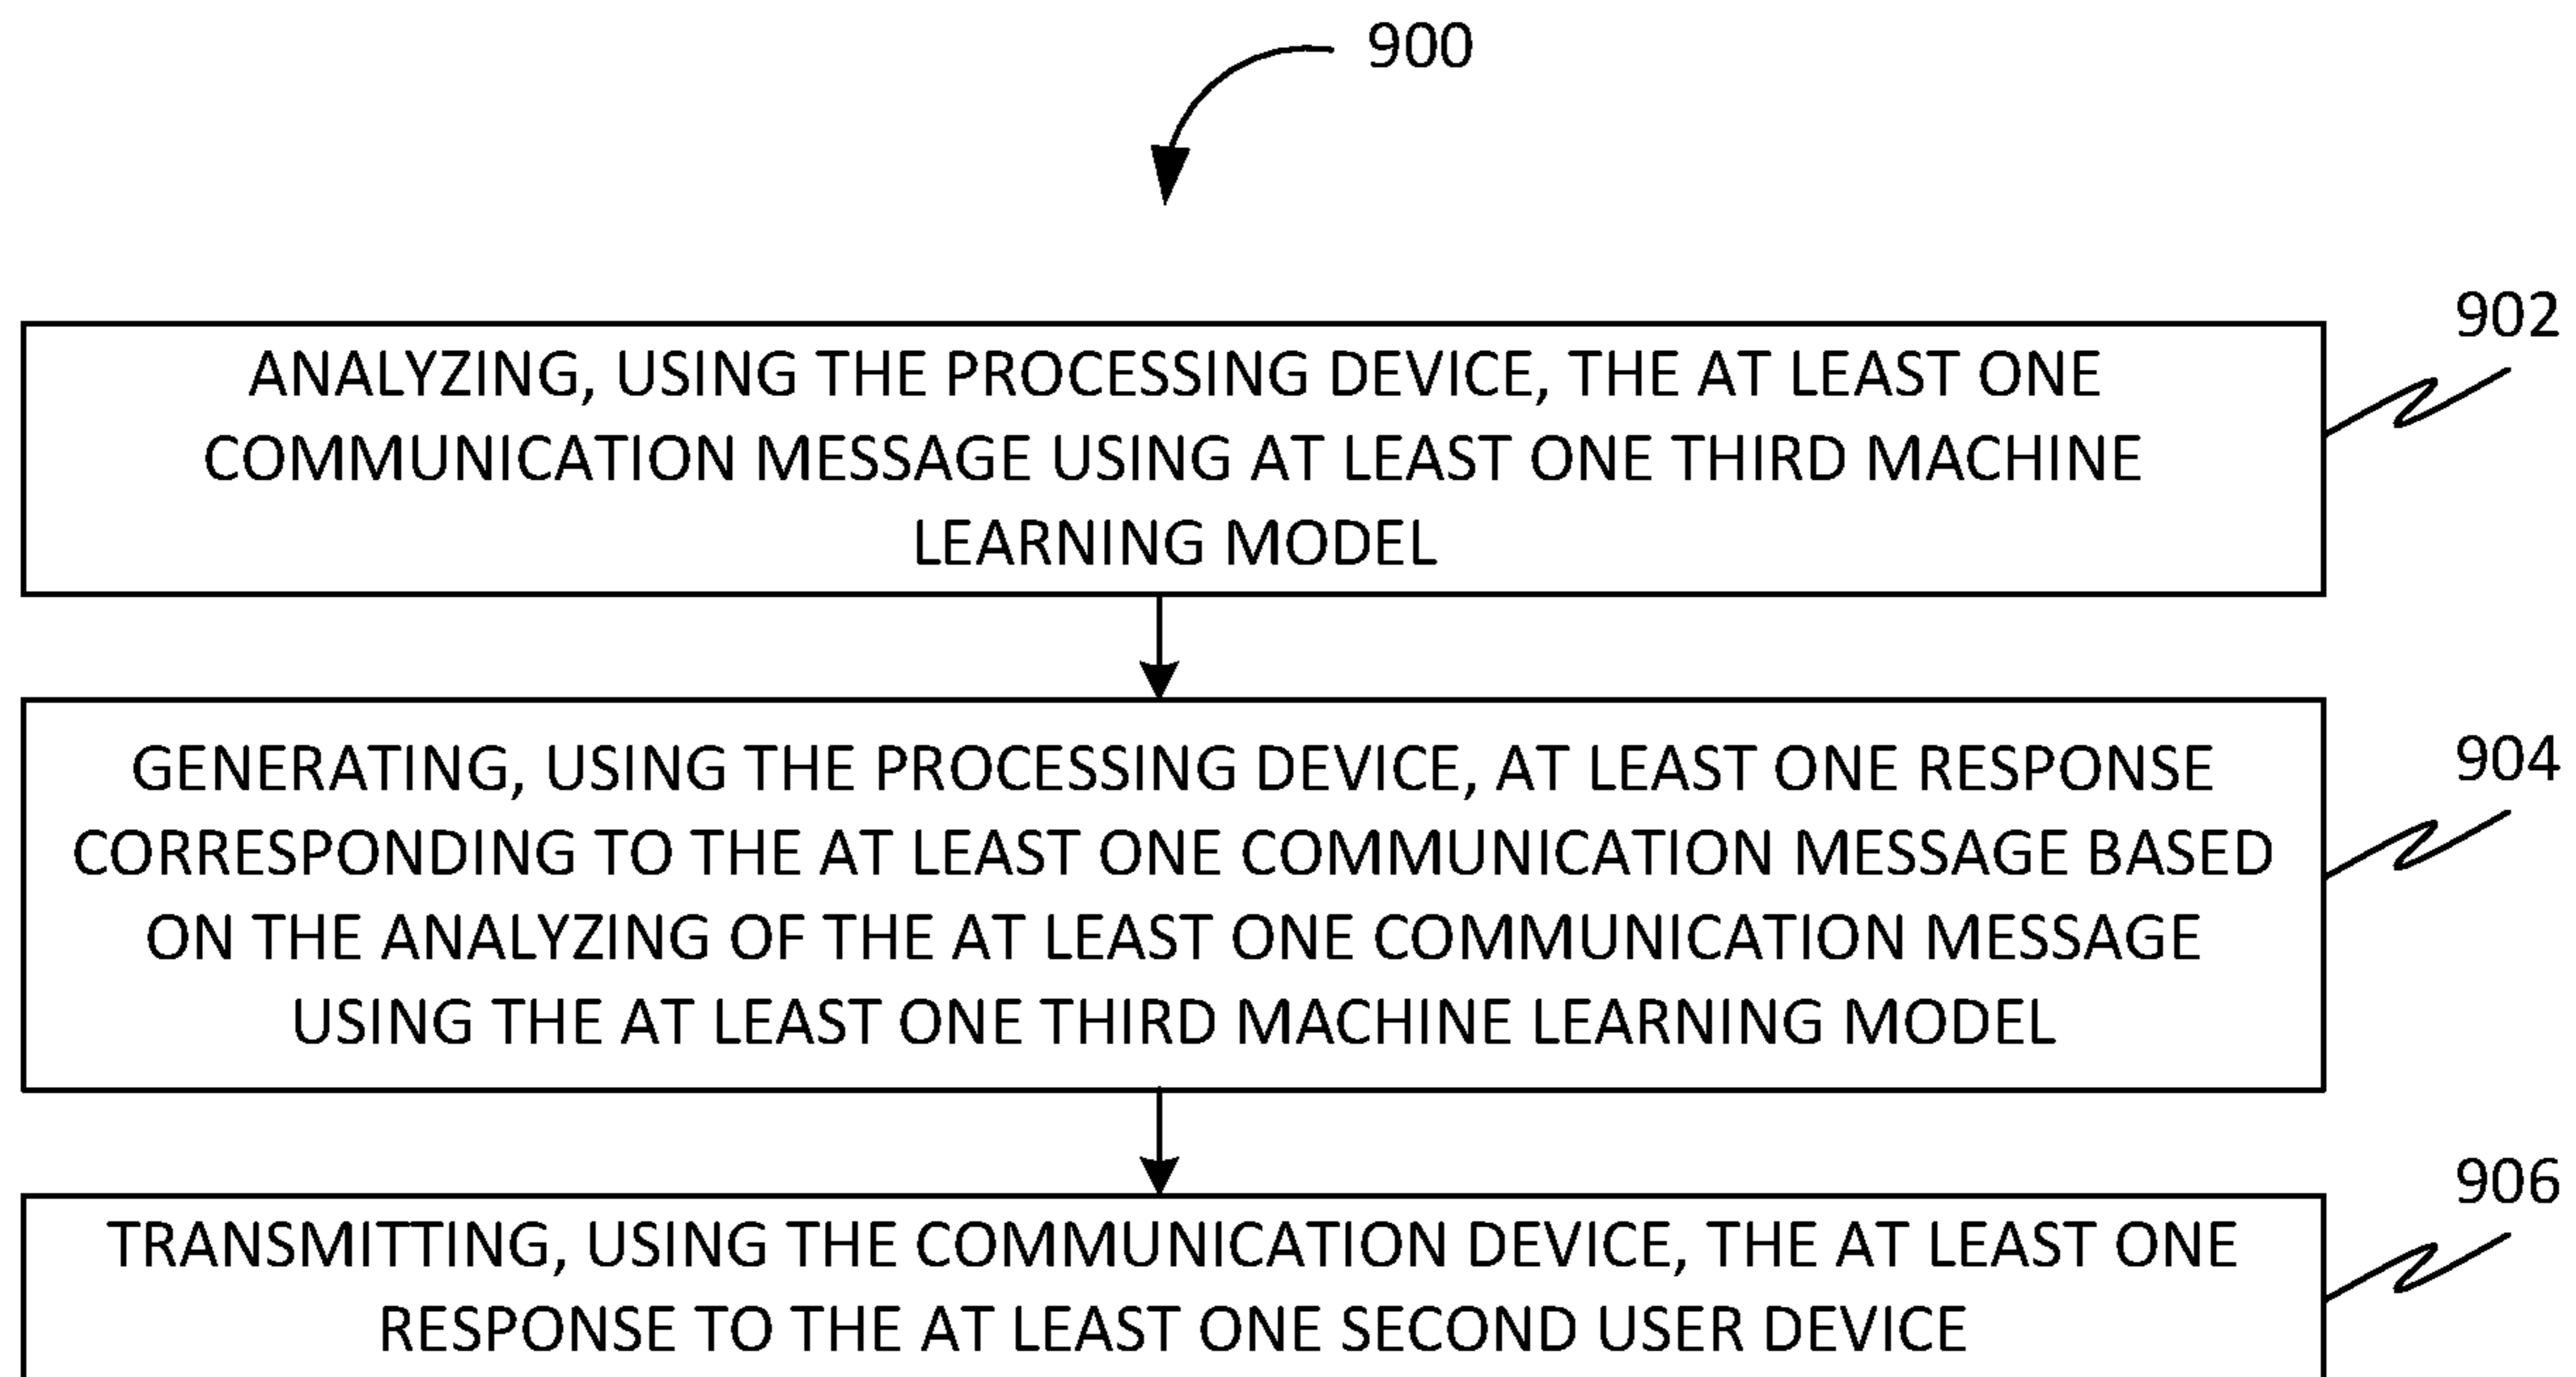 900
902
ANALYZING, USING THE PROCESSING DEVICE, THE AT LEAST ONE
COMMUNICATION MESSAGE USING AT LEAST ONE THIRD MACHINE
LEARNING MODEL
904
GENERATING, USING THE PROCESSING DEVICE, AT LEAST ONE RESPONSE
CORRESPONDING TO THE AT LEAST ONE COMMUNICATION MESSAGE BASED
ON THE ANALYZING OF THE AT LEAST ONE COMMUNICATION MESSAGE
USING THE AT LEAST ONE THIRD MACHINE LEARNING MODEL
906
TRANSMITTING, USING THE COMMUNICATION DEVICE, THE AT LEAST ONE
RESPONSE TO THE AT LEAST ONE SECOND USER DEVICE